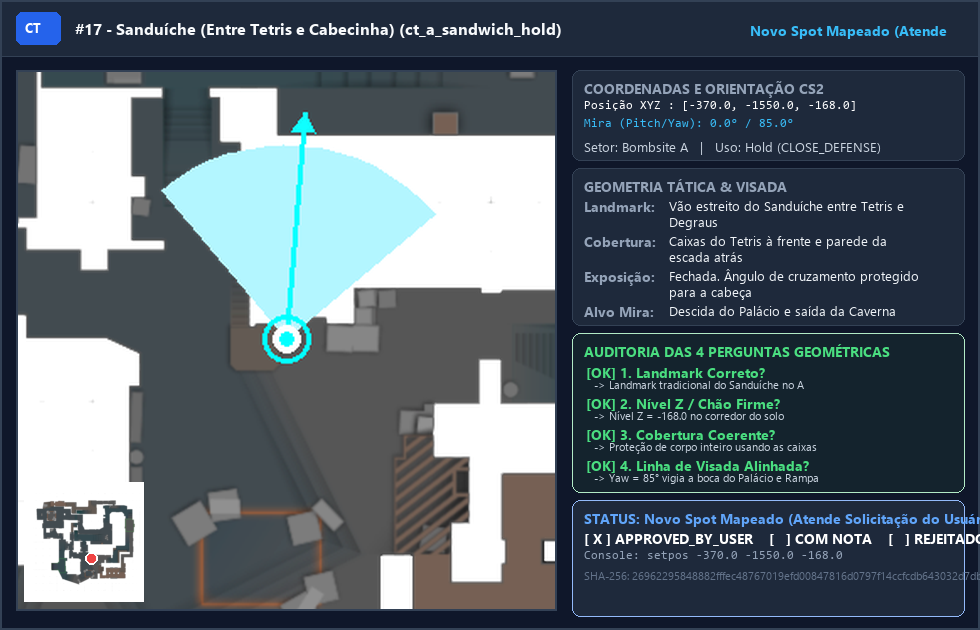 CT
#17 - Sanduíche (Entre Tetris e Cabecinha) (ct_a_sandwich_hold)
Novo Spot Mapeado (Atende
COORDENADAS E ORIENTAÇÃO CS2
Posição XYZ : [-370.0, -1550.0, -168.0]
Mira (Pitch/Yaw): 0.0° / 85.0°
Setor: Bombsite A | Uso: Hold (CLOSE_DEFENSE)
GEOMETRIA TÁTICA & VISADA
Landmark: Vão estreito do Sanduíche entre Tetris e
Degraus
Cobertura: Caixas do Tetris à frente e parede da
escada atrás
Exposição: Fechada. Ângulo de cruzamento protegido
para a cabeça
Alvo Mira: Descida do Palácio e saída da Caverna
AUDITORIA DAS 4 PERGUNTAS GEOMÉTRICAS
[OK] 1. Landmark Correto?
-> Landmark tradicional do Sanduíche no A
[OK] 2. Nível Z / Chão Firme?
-> Nível Z = -168.0 no corredor do solo
[OK] 3. Cobertura Coerente?
-> Proteção de corpo inteiro usando as caixas
[OK] 4. Linha de Visada Alinhada?
-> Yaw = 85° vigia a boca do Palácio e Rampa
STATUS: Novo Spot Mapeado (Atende Solicitação do Usuár
[ X ] APPROVED_BY_USER [ ] COM NOTA [ ] REJEITADO
Console: setpos -370.0 -1550.0 -168.0
SHA-256: 26962295848882fffec48767019efd00847816d0797f14ccfcdb643032d7db